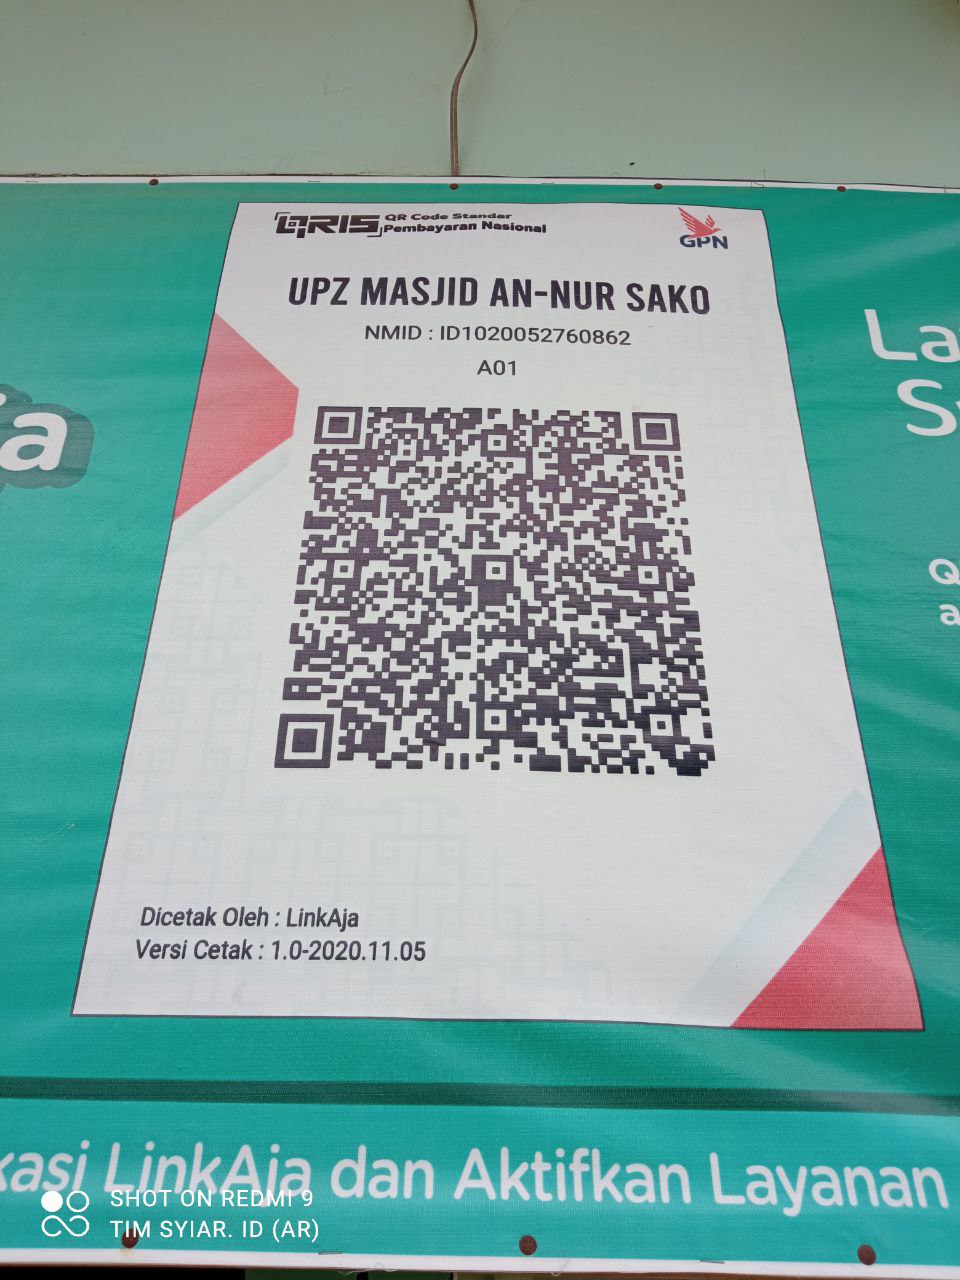 QRIS QR Code Standar
Pembayaran Nasional
GPN
UPZ MASJID AN-NUR SAKO
NMID : ID1020052760862
A01
Dicetak Oleh : LinkAja
Versi Cetak : 1.0-2020.11.05
LinkAja dan Aktifkan Layanan
SHOT ON REDMI 9
TIM SYIAR. ID (AR)